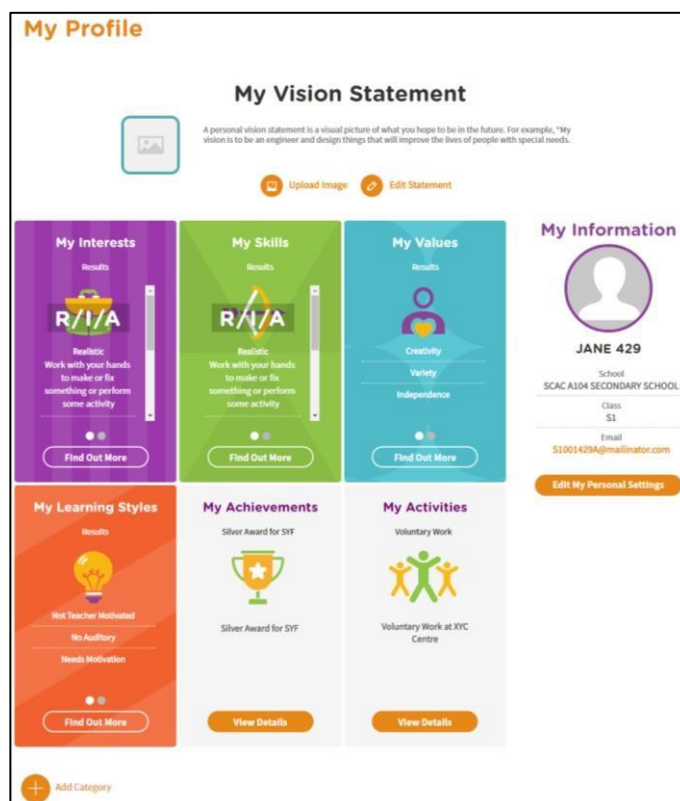 My Profile
My Vision Statement
A personal vision statement is a visual picture of what you hope to be in the future. For example, "My
vision is to be an engineer and design things that will improve the lives of people with special needs.
Upload Image
Edit Statement
My Interests
Results
R/I/A
Realistic
Work with your hands
to make or fix
something or perform
some activity
Find Out More
My Skills
Results
R/I/A
Realistic
Work with your hands
to make or fix
something or perform
some activity
Find Out More
My Values
Results
Creativity
Variety
Independence
Find Out More
My Information
JANE 429
School
SCAC A104 SECONDARY SCHOOL
Class
S1
Email
S1001429A@mailinator.com
Edit My Personal Settings
My Learning Styles
Results
Not Teacher Motivated
No Auditory
Needs Motivation
Find Out More
My Achievements
Silver Award for SYF
Silver Award for SYF
View Details
My Activities
Voluntary Work
Voluntary Work at XYC
Centre
View Details
Add Category